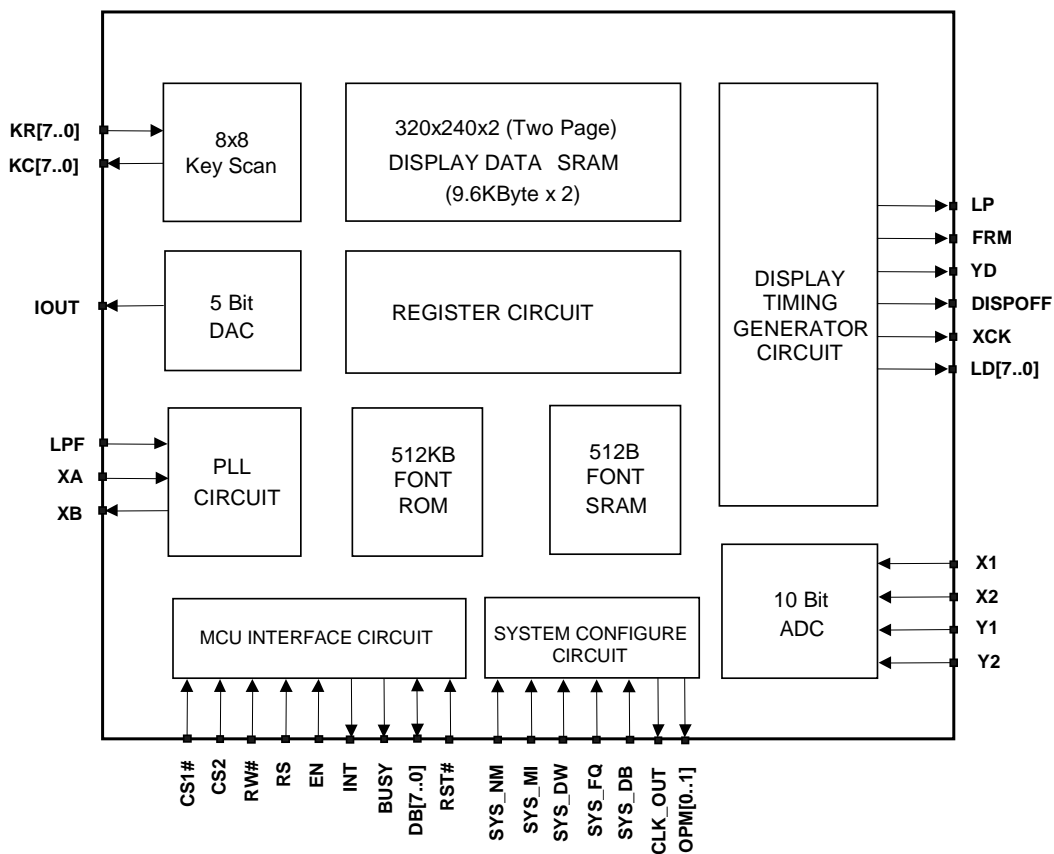 KR[7..0]
KC[7..0]
8x8
Key Scan
320x240x2 (Two Page)
DISPLAY DATA SRAM
(9.6KByte x 2)
DISPLAY
TIMING
GENERATOR
CIRCUIT
LP
FRM
YD
DISPOFF
XCK
LD[7..0]
IOUT
5 Bit
DAC
REGISTER CIRCUIT
LPF
XA
XB
PLL
CIRCUIT
512KB
FONT
ROM
512B
FONT
SRAM
10 Bit
ADC
X1
X2
Y1
Y2
MCU INTERFACE CIRCUIT
SYSTEM CONFIGURE
CIRCUIT
CS1#
CS2
RW#
RS
EN
INT
BUSY
DB[7..0]
RST#
SYS_NM
SYS_MI
SYS_DW
SYS_FQ
SYS_DB
CLK_OUT
OPM[0..1]